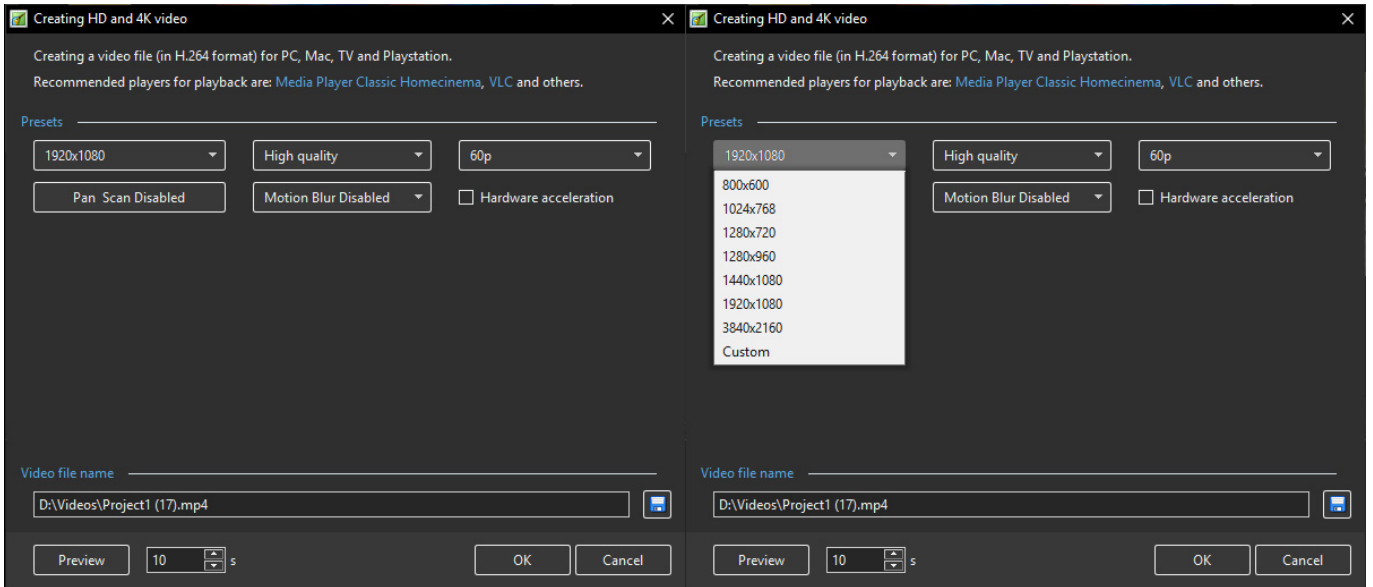 Creating HD and 4K video
Creating a video file (in H.264 format) for PC, Mac, TV and Playstation.
Recommended players for playback are: Media Player Classic Homecinema, VLC and others.
Presets
1920x1080 High quality 60p
Pan Scan Disabled Motion Blur Disabled Hardware acceleration
Video file name
D:\Videos\Project1 (17).mp4
Preview 10 s OK Cancel
Creating HD and 4K video
Creating a video file (in H.264 format) for PC, Mac, TV and Playstation.
Recommended players for playback are: Media Player Classic Homecinema, VLC and others.
Presets
1920x1080 High quality 60p
800x600
Motion Blur Disabled Hardware acceleration
1024x768
1280x720
1280x960
1440x1080
1920x1080
3840x2160
Custom
Video file name
D:\Videos\Project1 (17).mp4
Preview 10 s OK Cancel